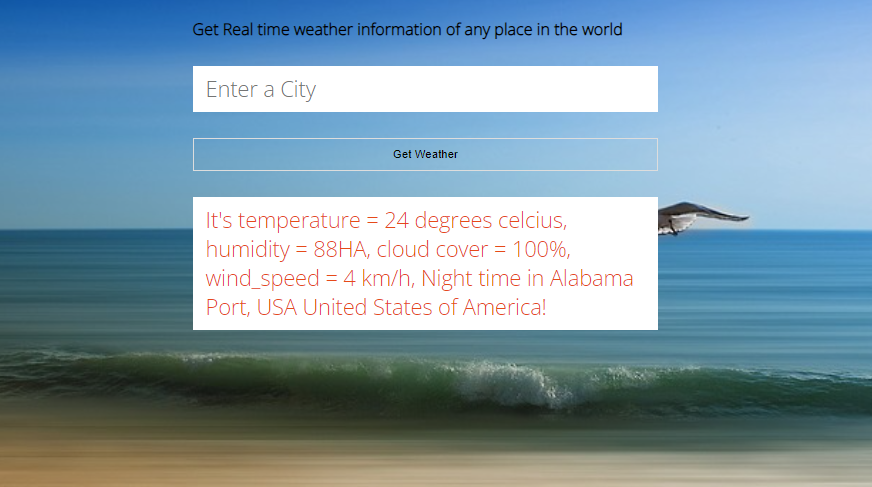 Get Real time weather information of any place in the world
Enter a City
Get Weather
It's temperature = 24 degrees celcius,
humidity = 88HA, cloud cover = 100%,
wind_speed = 4 km/h, Night time in Alabama
Port, USA United States of America!